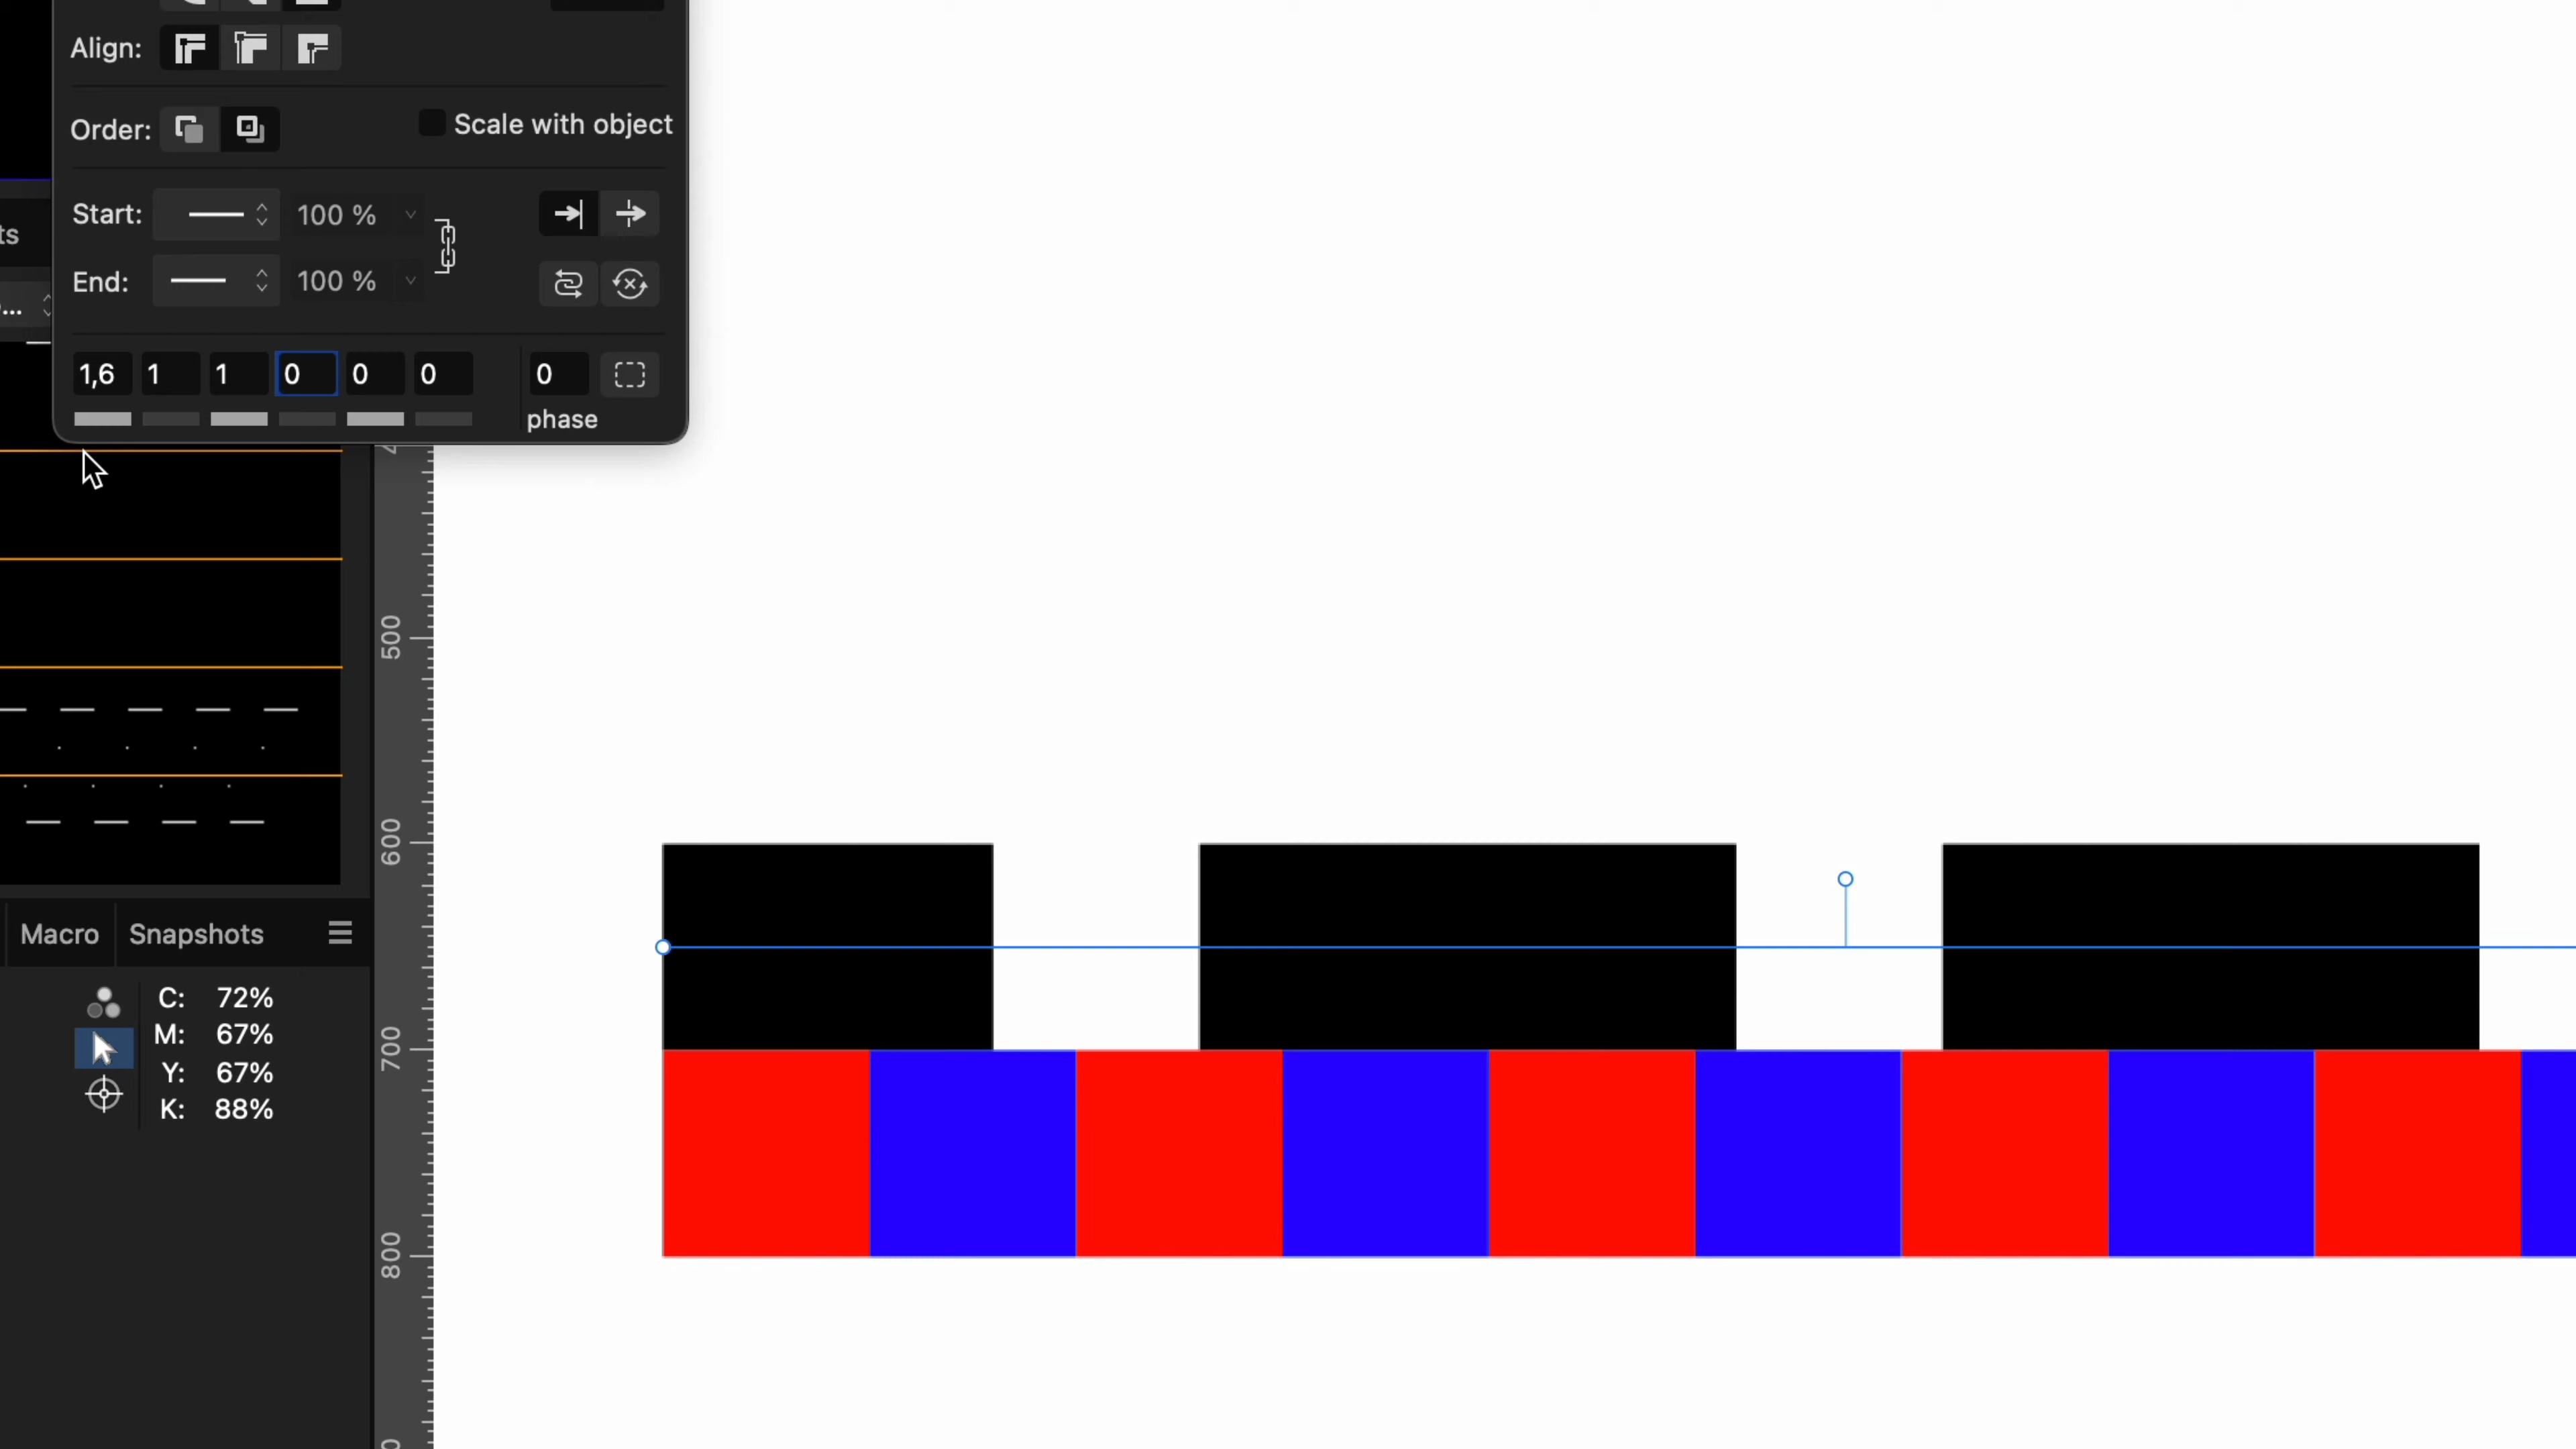 Align:
Order:
Scale with object
Start:
100 %
End:
100 %
1,6 1 1 0 0 0 0
phase
ts
...
500
600
700
800
Macro Snapshots
C: 72%
M: 67%
Y: 67%
K: 88%